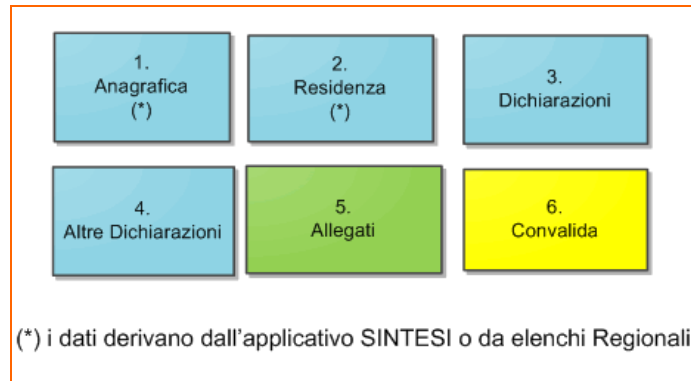 1.
Anagrafica
(*)
2.
Residenza
(*)
3.
Dichiarazioni
4.
Altre Dichiarazioni
5.
Allegati
6.
Convalida
(*) i dati derivano dall'applicativo SINTESI o da elenchi Regionali